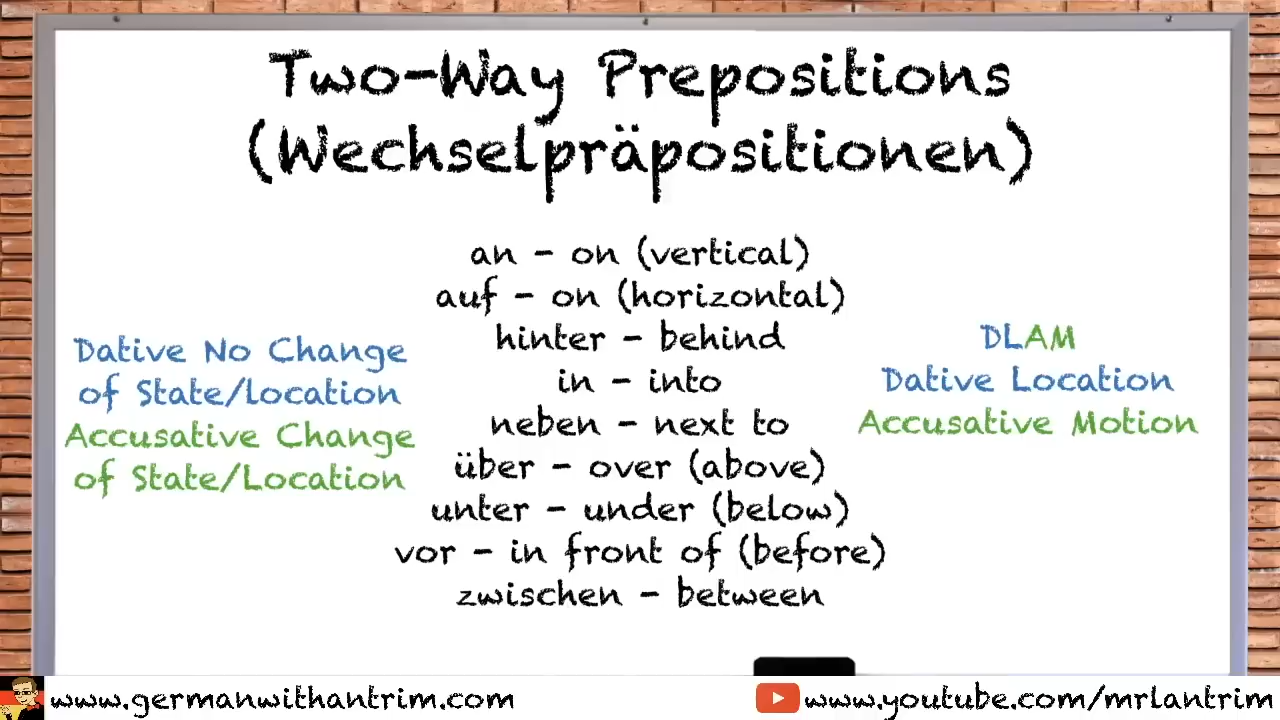 Two-Way Prepositions
(Wechselpräpositionen)
an - on (vertical)
auf - on (horizontal)
hinter - behind
in - into
neben - next to
über - over (above)
unter - under (below)
vor - in front of (before)
zwischen - between
Dative No Change
of State/location
Accusative Change
of State/Location
DLAM
Dative Location
Accusative Motion
www.germanwithantrim.com
www.youtube.com/mrlantrim